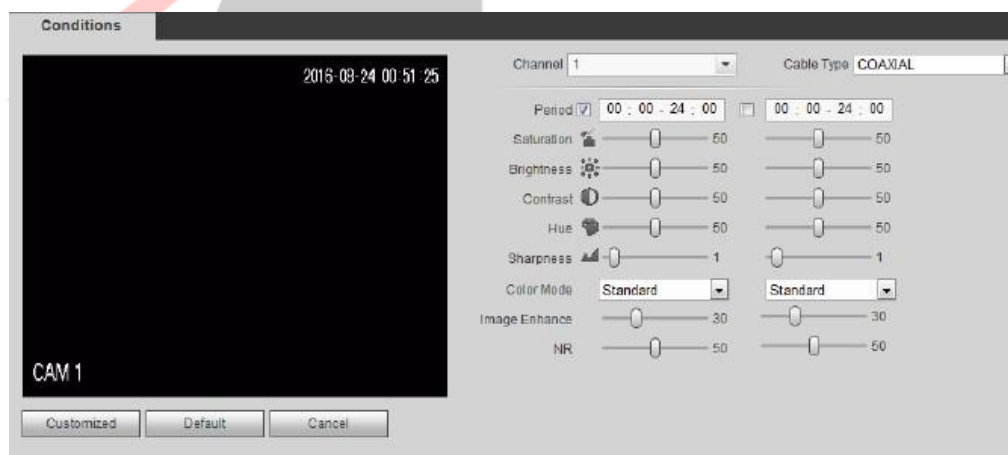 Conditions
2016-08-24 00:51:25
CAM 1
Customized Default Cancel
Channel 1 Cable Type COAXIAL
Period 00 : 00 - 24 : 00 00 : 00 - 24 : 00
Saturation 50 50
Brightness 50 50
Contrast 50 50
Hue 50 50
Sharpness 1 1
Color Mode Standard Standard
Image Enhance 30 30
NR 50 50